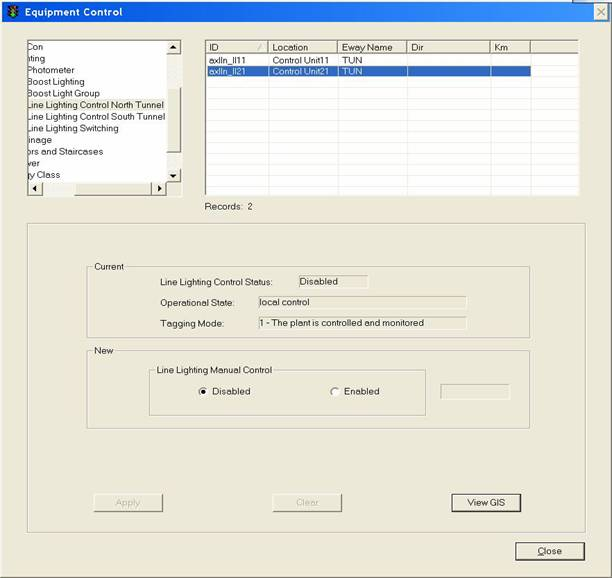 Equipment Control
Con
hting
Photometer
Boost Lighting
Boost Light Group
Line Lighting Control North Tunnel
Line Lighting Control South Tunnel
Line Lighting Switching
inage
ors and Staircases
ver
gy Class
ID Location Eway Name Dir Km
axlln_ll11 Control Unit11 TUN
axlln_ll21 Control Unit21 TUN
Records: 2
Current
Line Lighting Control Status: Disabled
Operational State: local control
Tagging Mode: 1 - The plant is controlled and monitored
New
Line Lighting Manual Control
Disabled Enabled
Apply Clear View GIS
Close